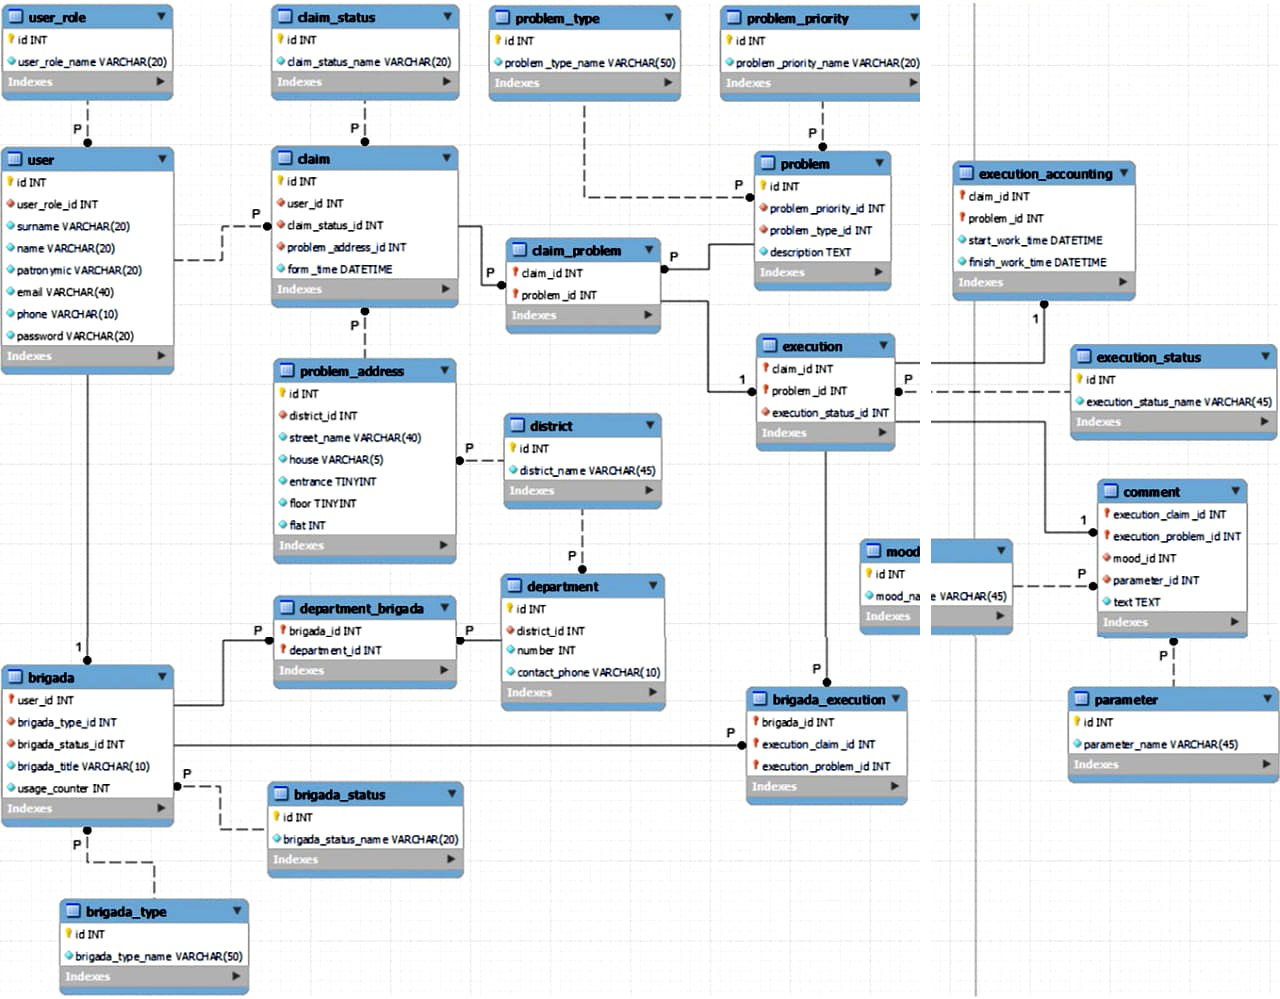 user_role
id INT
user_role_name VARCHAR(20)
Indexes
claim_status
id INT
claim_status_name VARCHAR(20)
Indexes
problem_type
id INT
problem_type_name VARCHAR(50)
Indexes
problem_priority
id INT
problem_priority_name VARCHAR(20)
Indexes
P
P
P
P
user
id INT
user_role_id INT
surname VARCHAR(20)
name VARCHAR(20)
patronymic VARCHAR(20)
email VARCHAR(40)
phone VARCHAR(10)
password VARCHAR(20)
Indexes
P
claim
id INT
user_id INT
claim_status_id INT
problem_address_id INT
form_time DATETIME
Indexes
P
P
claim_problem
claim_id INT
problem_id INT
Indexes
P
problem
id INT
problem_priority_id INT
problem_type_id INT
description TEXT
Indexes
execution_accounting
claim_id INT
problem_id INT
start_work_time DATETIME
finish_work_time DATETIME
Indexes
1
problem_address
id INT
district_id INT
street_name VARCHAR(40)
house VARCHAR(5)
entrance TINYINT
floor TINYINT
flat INT
Indexes
P
district
id INT
district_name VARCHAR(45)
Indexes
P
1
execution
claim_id INT
problem_id INT
execution_status_id INT
Indexes
P
execution_status
id INT
execution_status_name VARCHAR(45)
Indexes
1
comment
execution_claim_id INT
execution_problem_id INT
mood_id INT
parameter_id INT
text TEXT
Indexes
P
mood
id INT
mood_name VARCHAR(45)
Indexes
P
department_brigada
brigada_id INT
department_id INT
Indexes
P
P
department
id INT
district_id INT
number INT
contact_phone VARCHAR(10)
Indexes
1
brigada
user_id INT
brigada_type_id INT
brigada_status_id INT
brigada_title VARCHAR(10)
usage_counter INT
Indexes
P
P
P
brigada_execution
brigada_id INT
execution_claim_id INT
execution_problem_id INT
Indexes
parameter
id INT
parameter_name VARCHAR(45)
Indexes
P
brigada_status
id INT
brigada_status_name VARCHAR(20)
Indexes
P
brigada_type
id INT
brigada_type_name VARCHAR(50)
Indexes